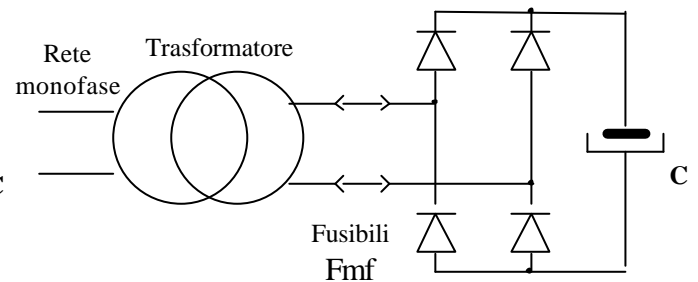 Rete
monofase
Trasformatore
C
Fusibili
Fmf